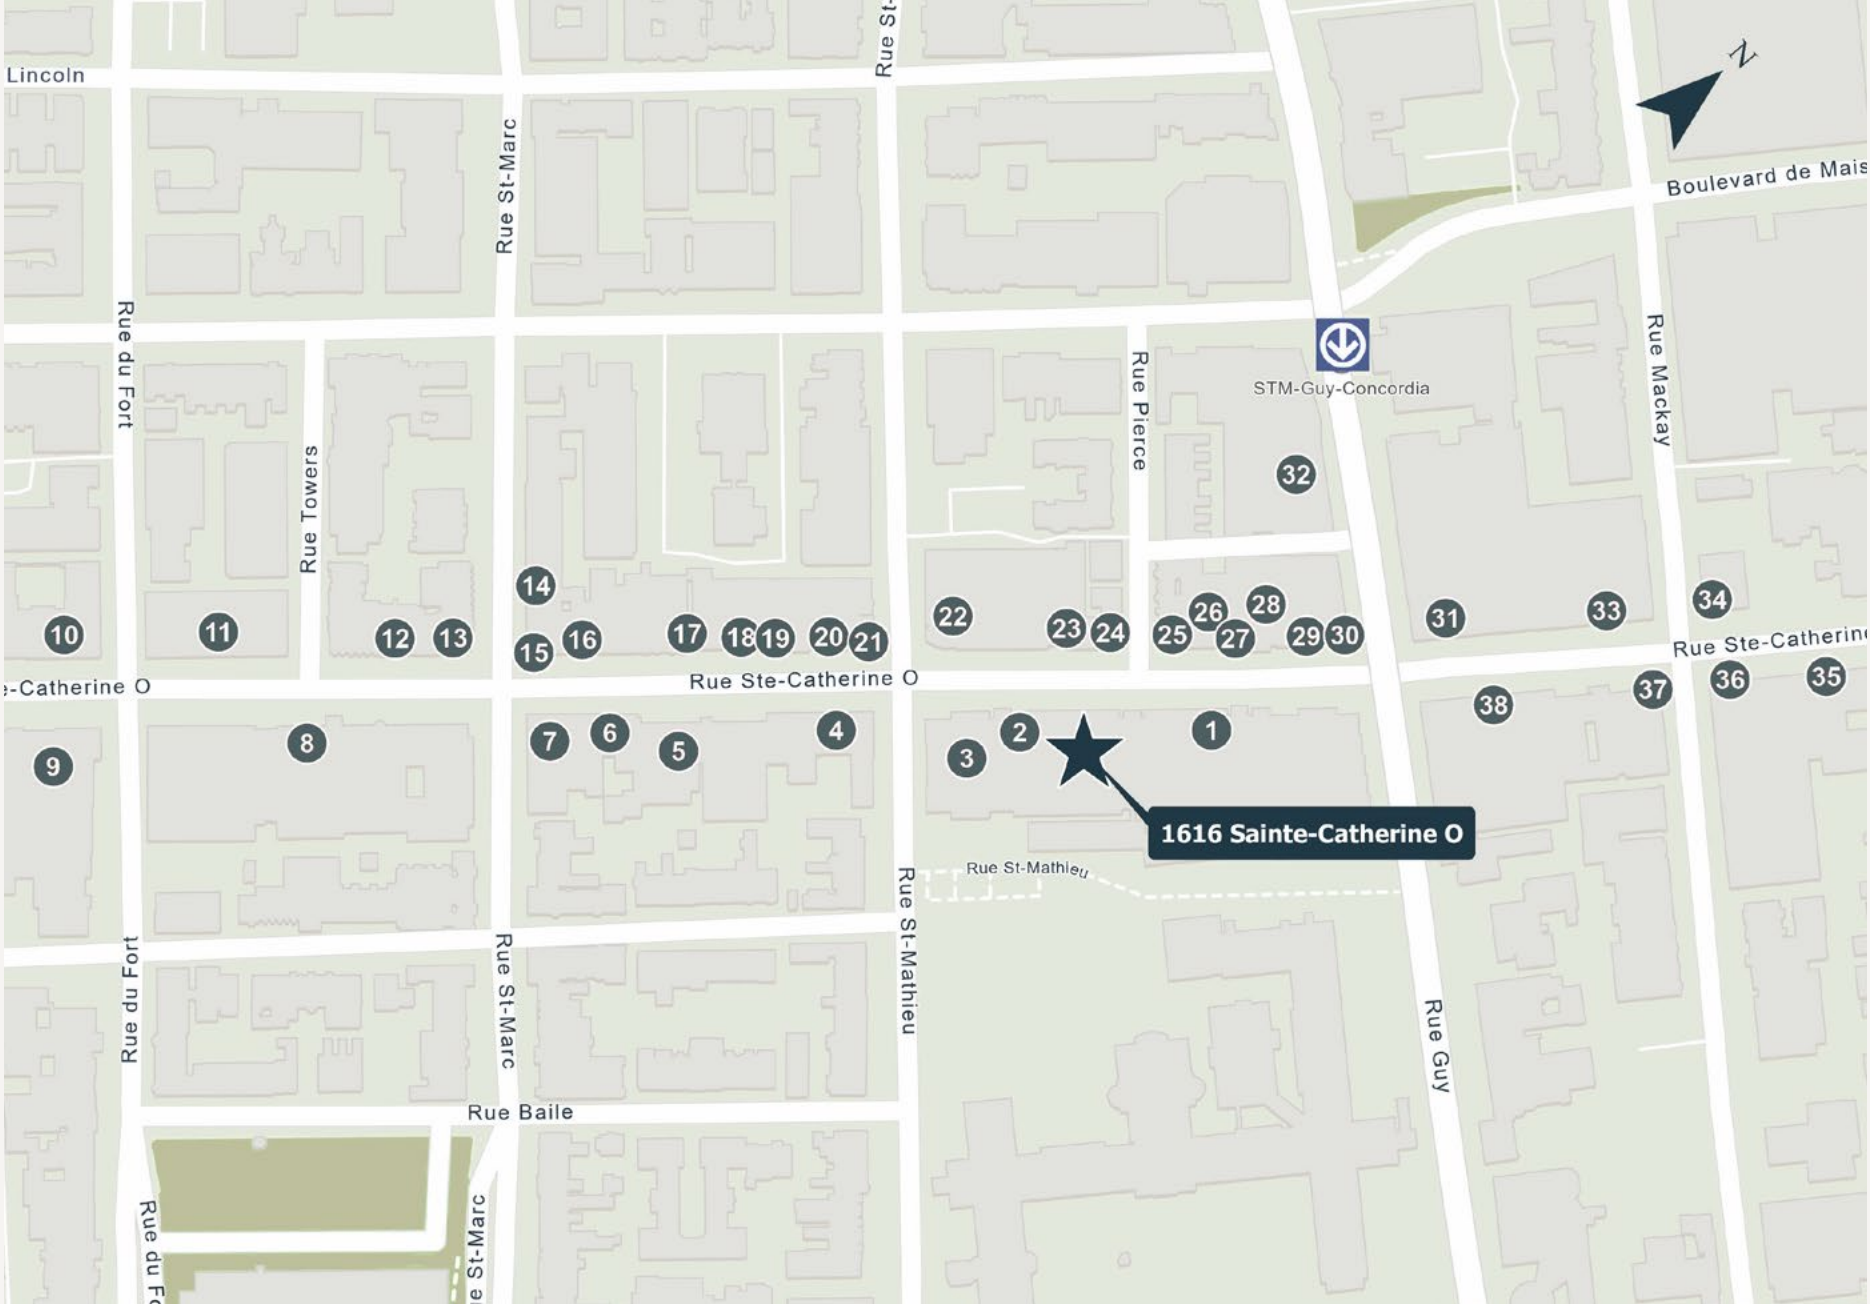 Rue St-
N
Lincoln
Rue St-Marc
Boulevard de Mais
Rue du Fort
Rue Pierce
Rue Mackay
STM-Guy-Concordia
Rue Towers
32
14
10
11
12
13
15
16
17
18
19
20
21
22
23
24
25
26
27
28
29
30
31
33
34
Rue Ste-Catherine
e-Catherine O
Rue Ste-Catherine O
35
36
37
38
9
8
7
6
5
4
3
2
1
1616 Sainte-Catherine O
Rue St-Mathieu
Rue St-Mathieu
Rue du Fort
Rue St-Marc
Rue Guy
Rue Baile
Rue du Fo
ue St-Marc